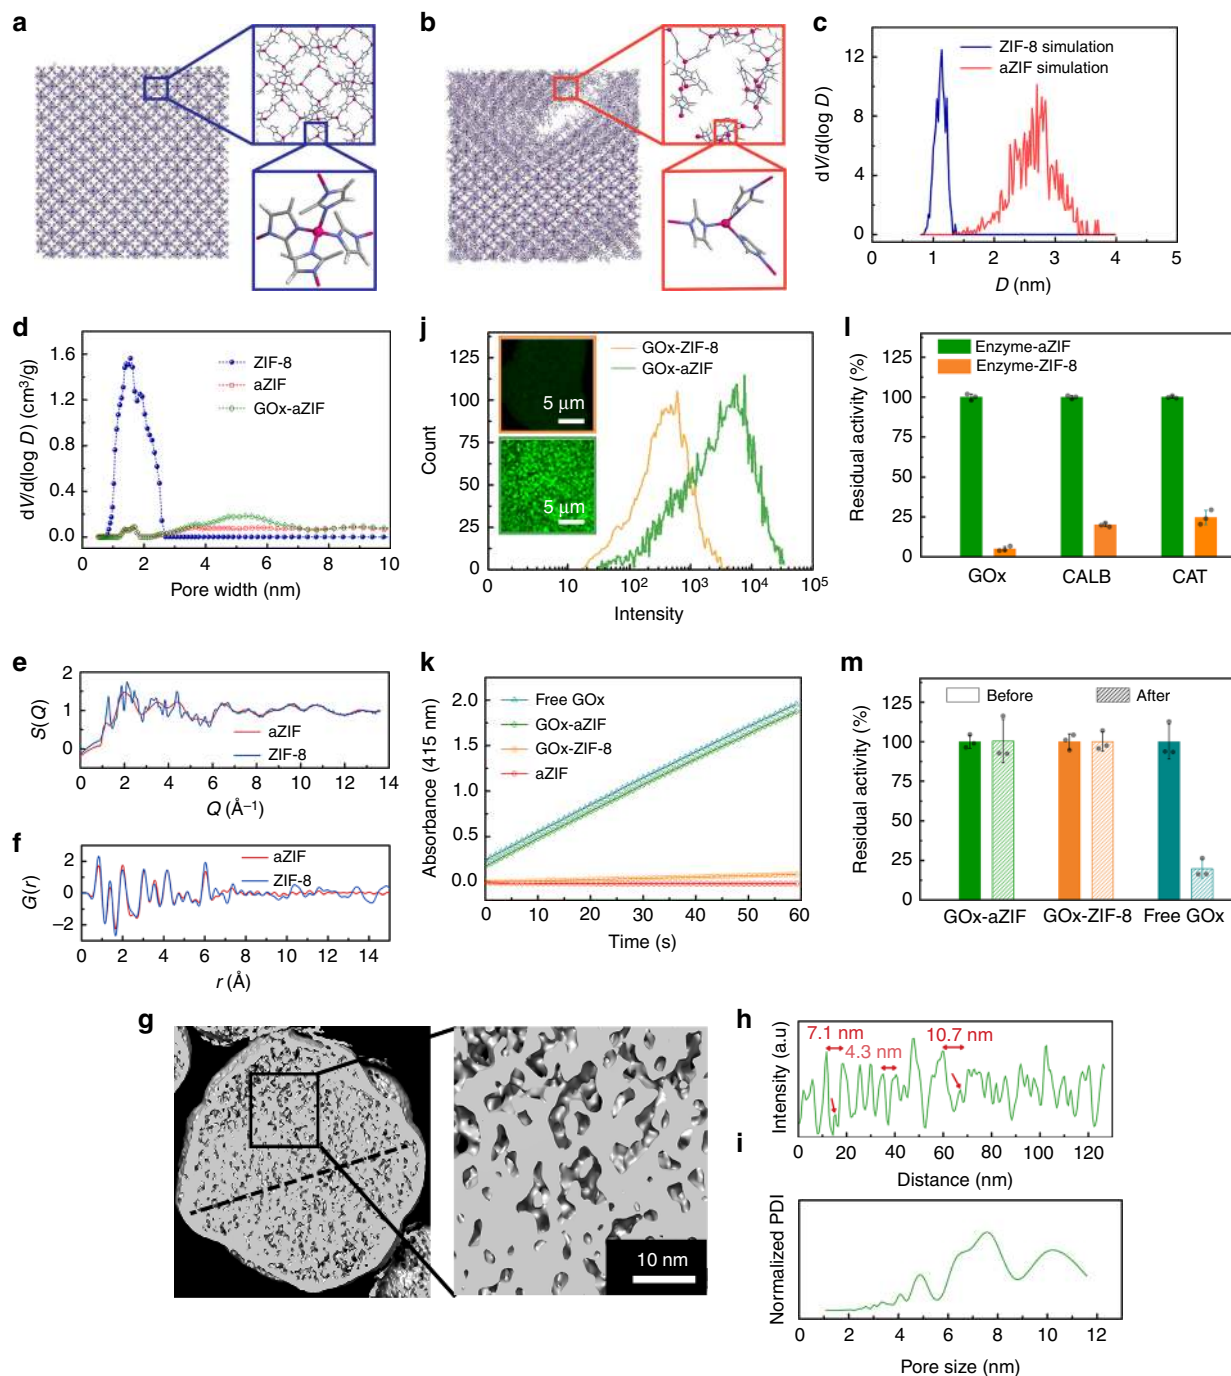 a
b
c
ZIF-8 simulation
aZIF simulation
dV/d(log D)
12
8
4
0
0 1 2 3 4 5
D (nm)
d
ZIF-8
aZIF
GOx-aZIF
dV/d(log D) (cm³/g)
1.6
1.2
0.8
0.4
0.0
0 2 4 6 8 10
Pore width (nm)
j
GOx-ZIF-8
GOx-aZIF
5 μm
5 μm
Count
125
100
75
50
25
0
0 10 10² 10³ 10⁴ 10⁵
Intensity
l
Enzyme-aZIF
Enzyme-ZIF-8
Residual activity (%)
125
100
75
50
25
0
GOx CALB CAT
e
S(Q)
2
1
0
aZIF
ZIF-8
0 2 4 6 8 10 12 14
Q (Å⁻¹)
f
G(r)
2
0
−2
aZIF
ZIF-8
0 2 4 6 8 10 12 14
r (Å)
k
Free GOx
GOx-aZIF
GOx-ZIF-8
aZIF
Absorbance (415 nm)
2.0
1.5
1.0
0.5
0.0
0 10 20 30 40 50 60
Time (s)
m
Before After
Residual activity (%)
125
100
75
50
25
0
GOx-aZIF GOx-ZIF-8 Free GOx
g
10 nm
h
7.1 nm
4.3 nm
10.7 nm
Intensity (a.u)
0 20 40 60 80 100 120
Distance (nm)
i
Normalized PDI
0 2 4 6 8 10 12
Pore size (nm)